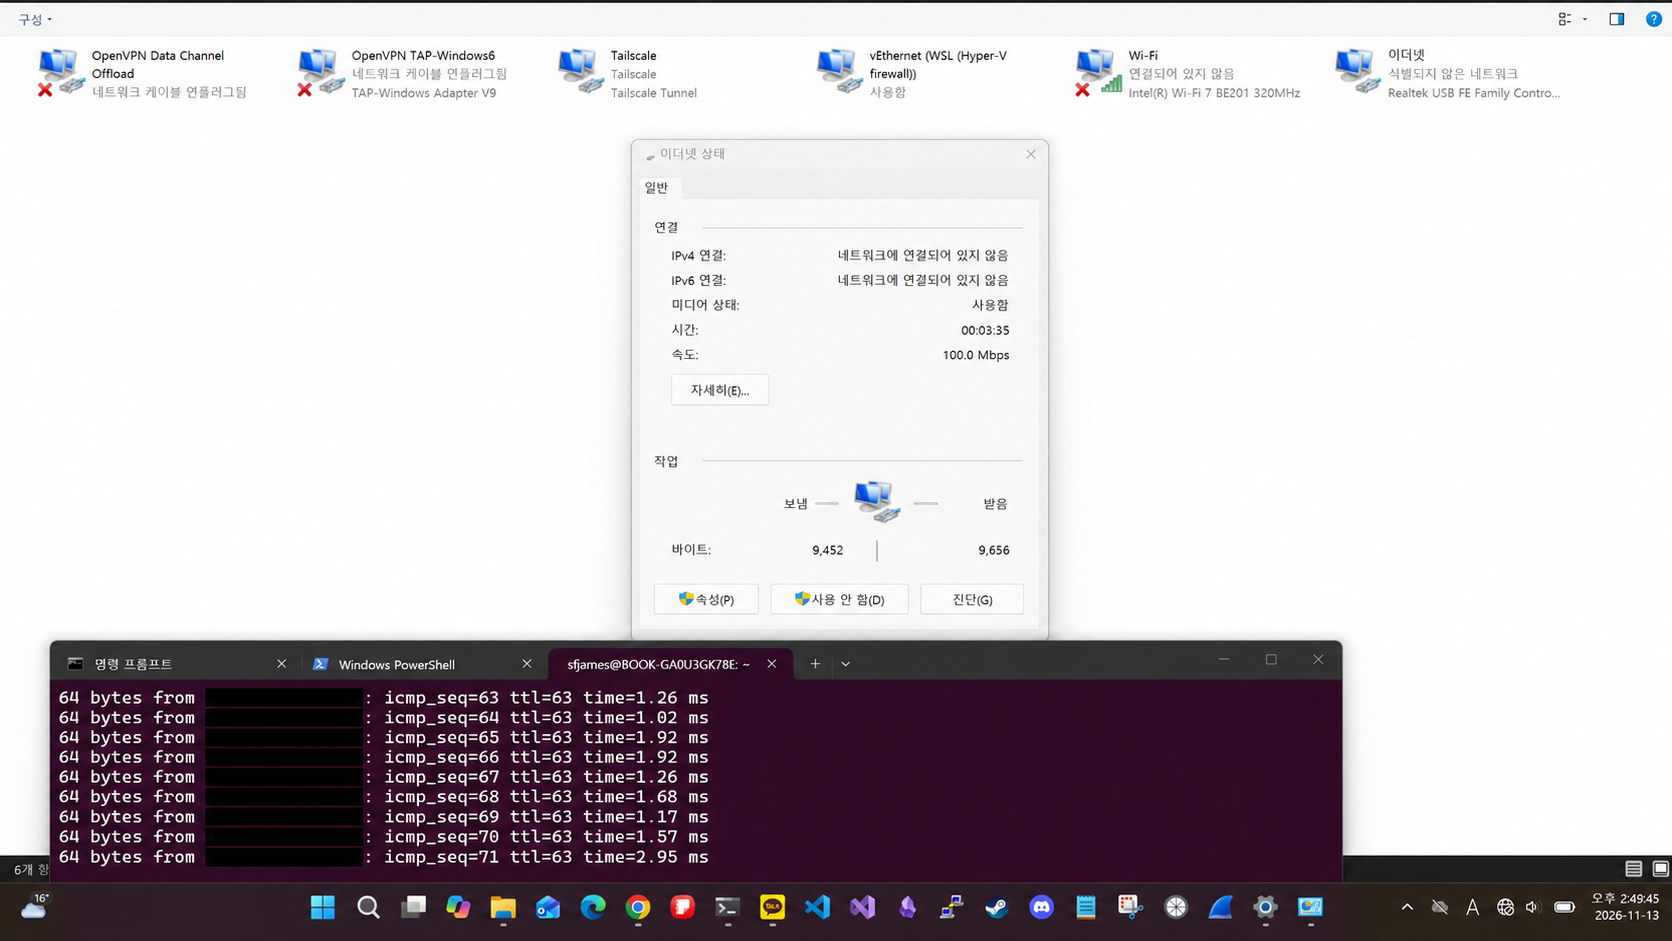 구성
OpenVPN Data Channel
Offload
네트워크 케이블 연플러그됨
OpenVPN TAP-Windows6
네트워크 케이블 연플러그됨
TAP-Windows Adapter V9
Tailscale
Tailscale
Tailscale Tunnel
vEthernet (WSL (Hyper-V
firewall))
사용함
Wi-Fi
연결되어 있지 않음
Intel(R) Wi-Fi 7 BE201 320MHz
이더넷
식별되지 않은 네트워크
Realtek USB FE Family Contro...
이더넷 상태
일반
연결
IPv4 연결: 네트워크에 연결되어 있지 않음
IPv6 연결: 네트워크에 연결되어 있지 않음
미디어 상태: 사용함
시간: 00:03:35
속도: 100.0 Mbps
자세히(E)...
작업
보냄 받음
바이트: 9,452 9,656
속성(P) 사용 안 함(D) 진단(G)
명령 프롬프트 Windows PowerShell sfjames@BOOK-GA0U3GK78E: ~
64 bytes from : icmp_seq=63 ttl=63 time=1.26 ms
64 bytes from : icmp_seq=64 ttl=63 time=1.02 ms
64 bytes from : icmp_seq=65 ttl=63 time=1.92 ms
64 bytes from : icmp_seq=66 ttl=63 time=1.92 ms
64 bytes from : icmp_seq=67 ttl=63 time=1.26 ms
64 bytes from : icmp_seq=68 ttl=63 time=1.68 ms
64 bytes from : icmp_seq=69 ttl=63 time=1.17 ms
64 bytes from : icmp_seq=70 ttl=63 time=1.57 ms
64 bytes from : icmp_seq=71 ttl=63 time=2.95 ms
6개 항
16°
TALK
A
오후 2:49:45
2026-11-13